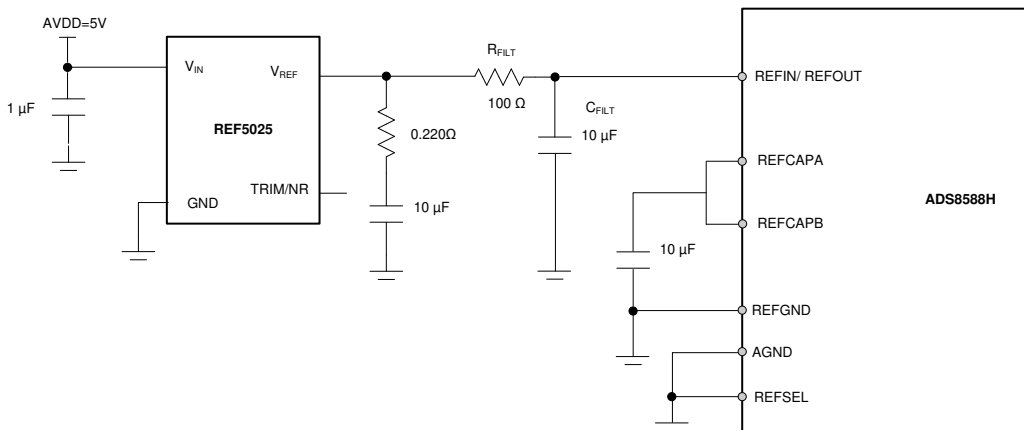 AVDD=5V
VIN
VREF
1 µF
REF5025
TRIM/NR
GND
0.220Ω
10 µF
RFILT
100 Ω
CFILT
10 µF
REFIN/ REFOUT
REFCAPA
ADS8588H
REFCAPB
10 µF
REFGND
AGND
REFSEL